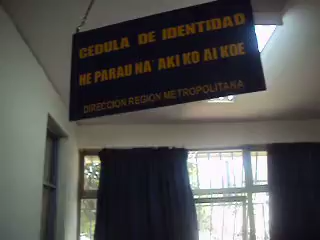 CEDULA DE IDENTIDAD
HE PARAU NA' AKI KO AI KOE
DIRECCION REGION METROPOLITANA